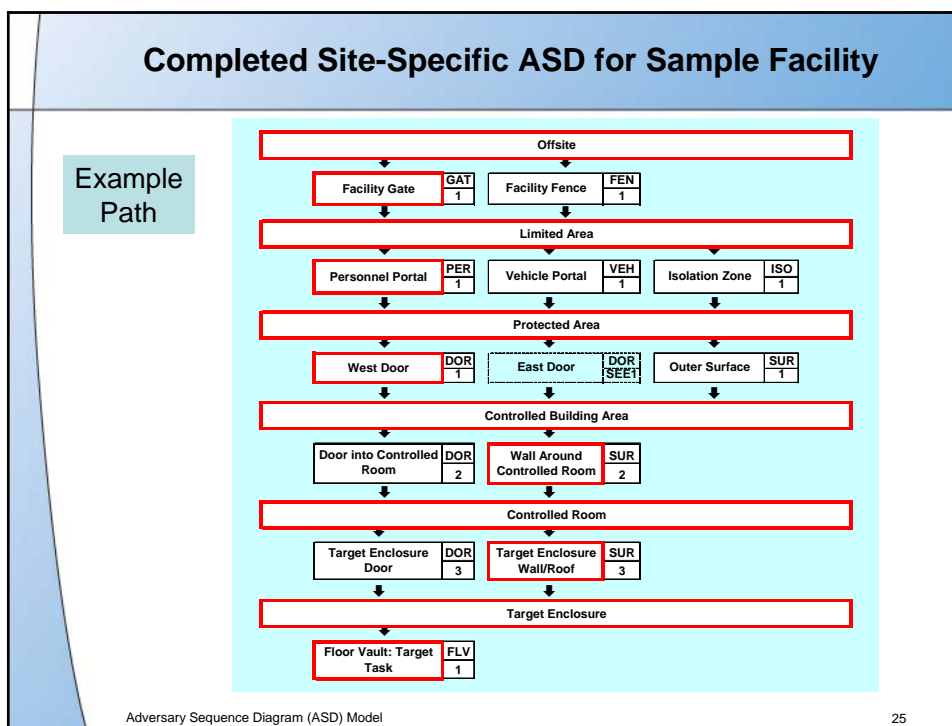 Completed Site-Specific ASD for Sample Facility
Example
Path
Offsite
Facility Gate GAT
1
Facility Fence FEN
1
Limited Area
Personnel Portal PER
1
Vehicle Portal VEH
1
Isolation Zone ISO
1
Protected Area
West Door DOR
1
East Door DOR
SEE1
Outer Surface SUR
1
Controlled Building Area
Door into Controlled DOR
Room 2
Wall Around SUR
Controlled Room 2
Controlled Room
Target Enclosure DOR
Door 3
Target Enclosure SUR
Wall/Roof 3
Target Enclosure
Floor Vault: Target FLV
Task 1
Adversary Sequence Diagram (ASD) Model
25